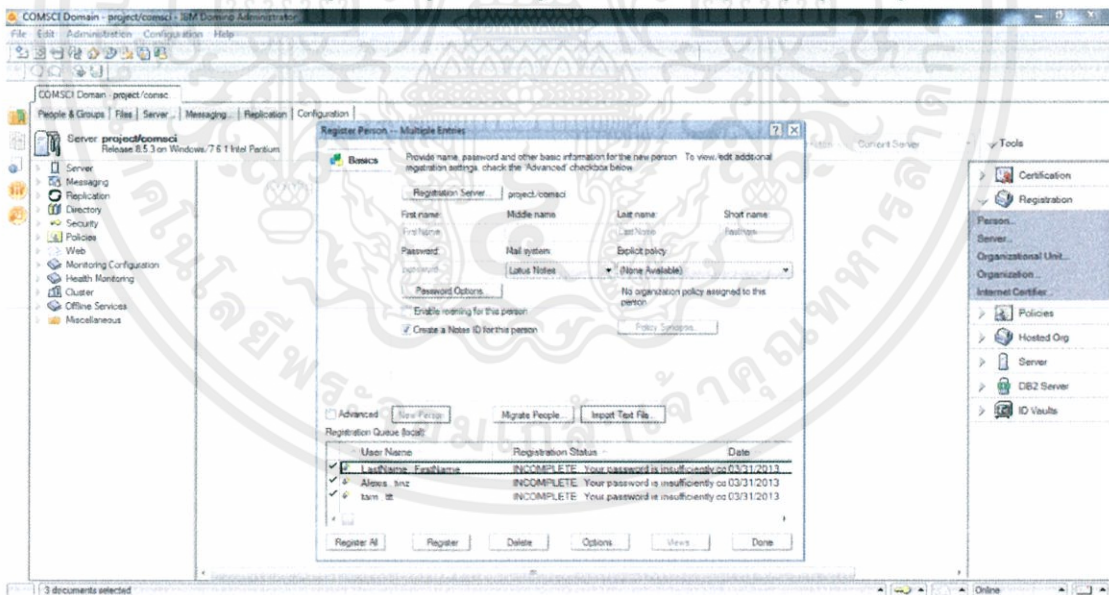 COMSCI Domain - project/comsci - IBM Domino Administrator
File Edit Administration Configuration Help
COMSCI Domain - project/comsc
People & Groups Files Server... Messaging... Replication Configuration
Server: project/comsci
Release 8.5.3 on Windows/7 6.1 Intel Pentium
Current Server
Server
Messaging
Replication
Directory
Security
Policies
Web
Monitoring Configuration
Health Monitoring
Cluster
Offline Services
Miscellaneous
Register Person -- Multiple Entries
Basics
Provide name, password and other basic information for the new person. To view/edit additional
registration settings, check the 'Advanced' checkbox below.
Registration Server... project/comsci
First name: Middle name: Last name: Short name:
FirstName LastName
Password: Mail system: Explicit policy:
Lotus Notes (None Available)
Password Options... No organization policy assigned to this
person
Enable roaming for this person
Create a Notes ID for this person Policy Synopsis...
Advanced New Person Migrate People... Import Text File...
Registration Queue (local):
User Name Registration Status Date
LastName, FirstName INCOMPLETE. Your password is insufficiently co 03/31/2013
Alexes INCOMPLETE. Your password is insufficiently co 03/31/2013
tarn INCOMPLETE. Your password is insufficiently co 03/31/2013
Register All Register Delete Options... Views... Done
Tools
Certification
Registration
Person...
Server...
Organizational Unit...
Organization...
Internet Certifier...
Policies
Hosted Org
Server
DB2 Server
ID Vaults
3 documents selected
Online